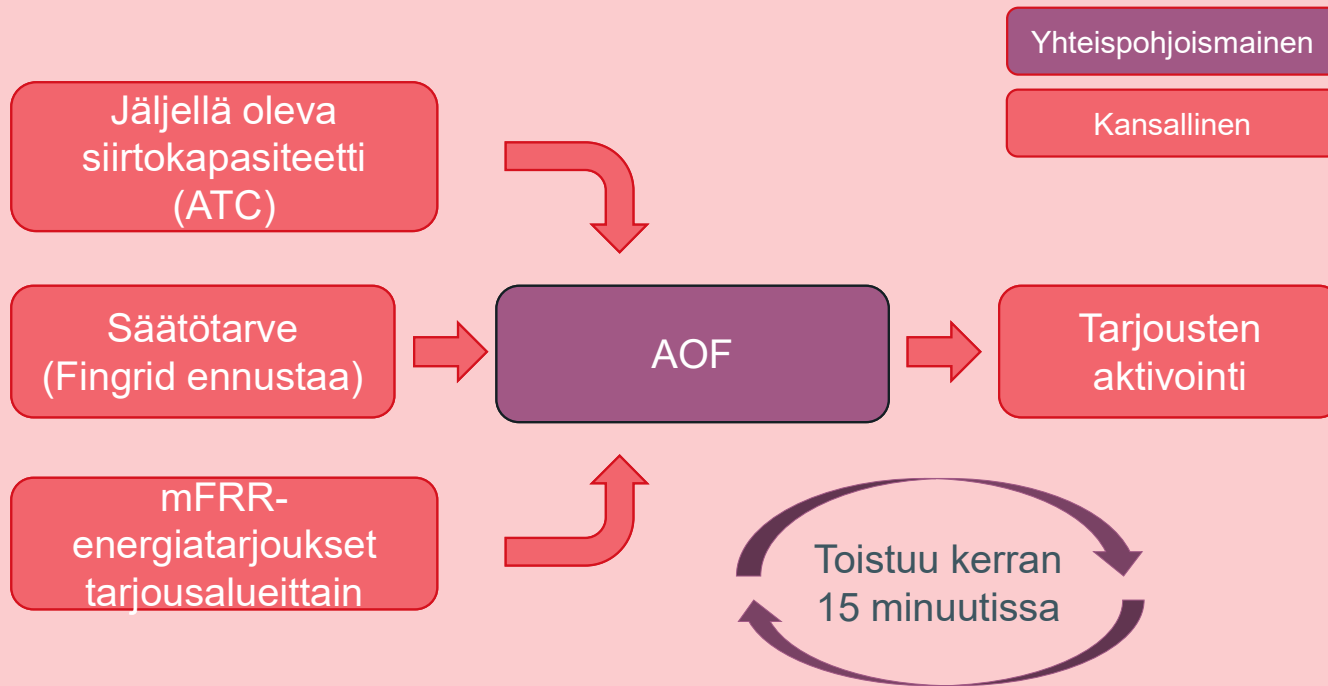 Yhteispohjoismainen
Kansallinen
Jäljellä oleva
siirtokapasiteetti
(ATC)
Säätötarve
(Fingrid ennustaa)
AOF
Tarjousten
aktivointi
mFRR-
energiatarjoukset
tarjousalueittain
Toistuu kerran
15 minuutissa